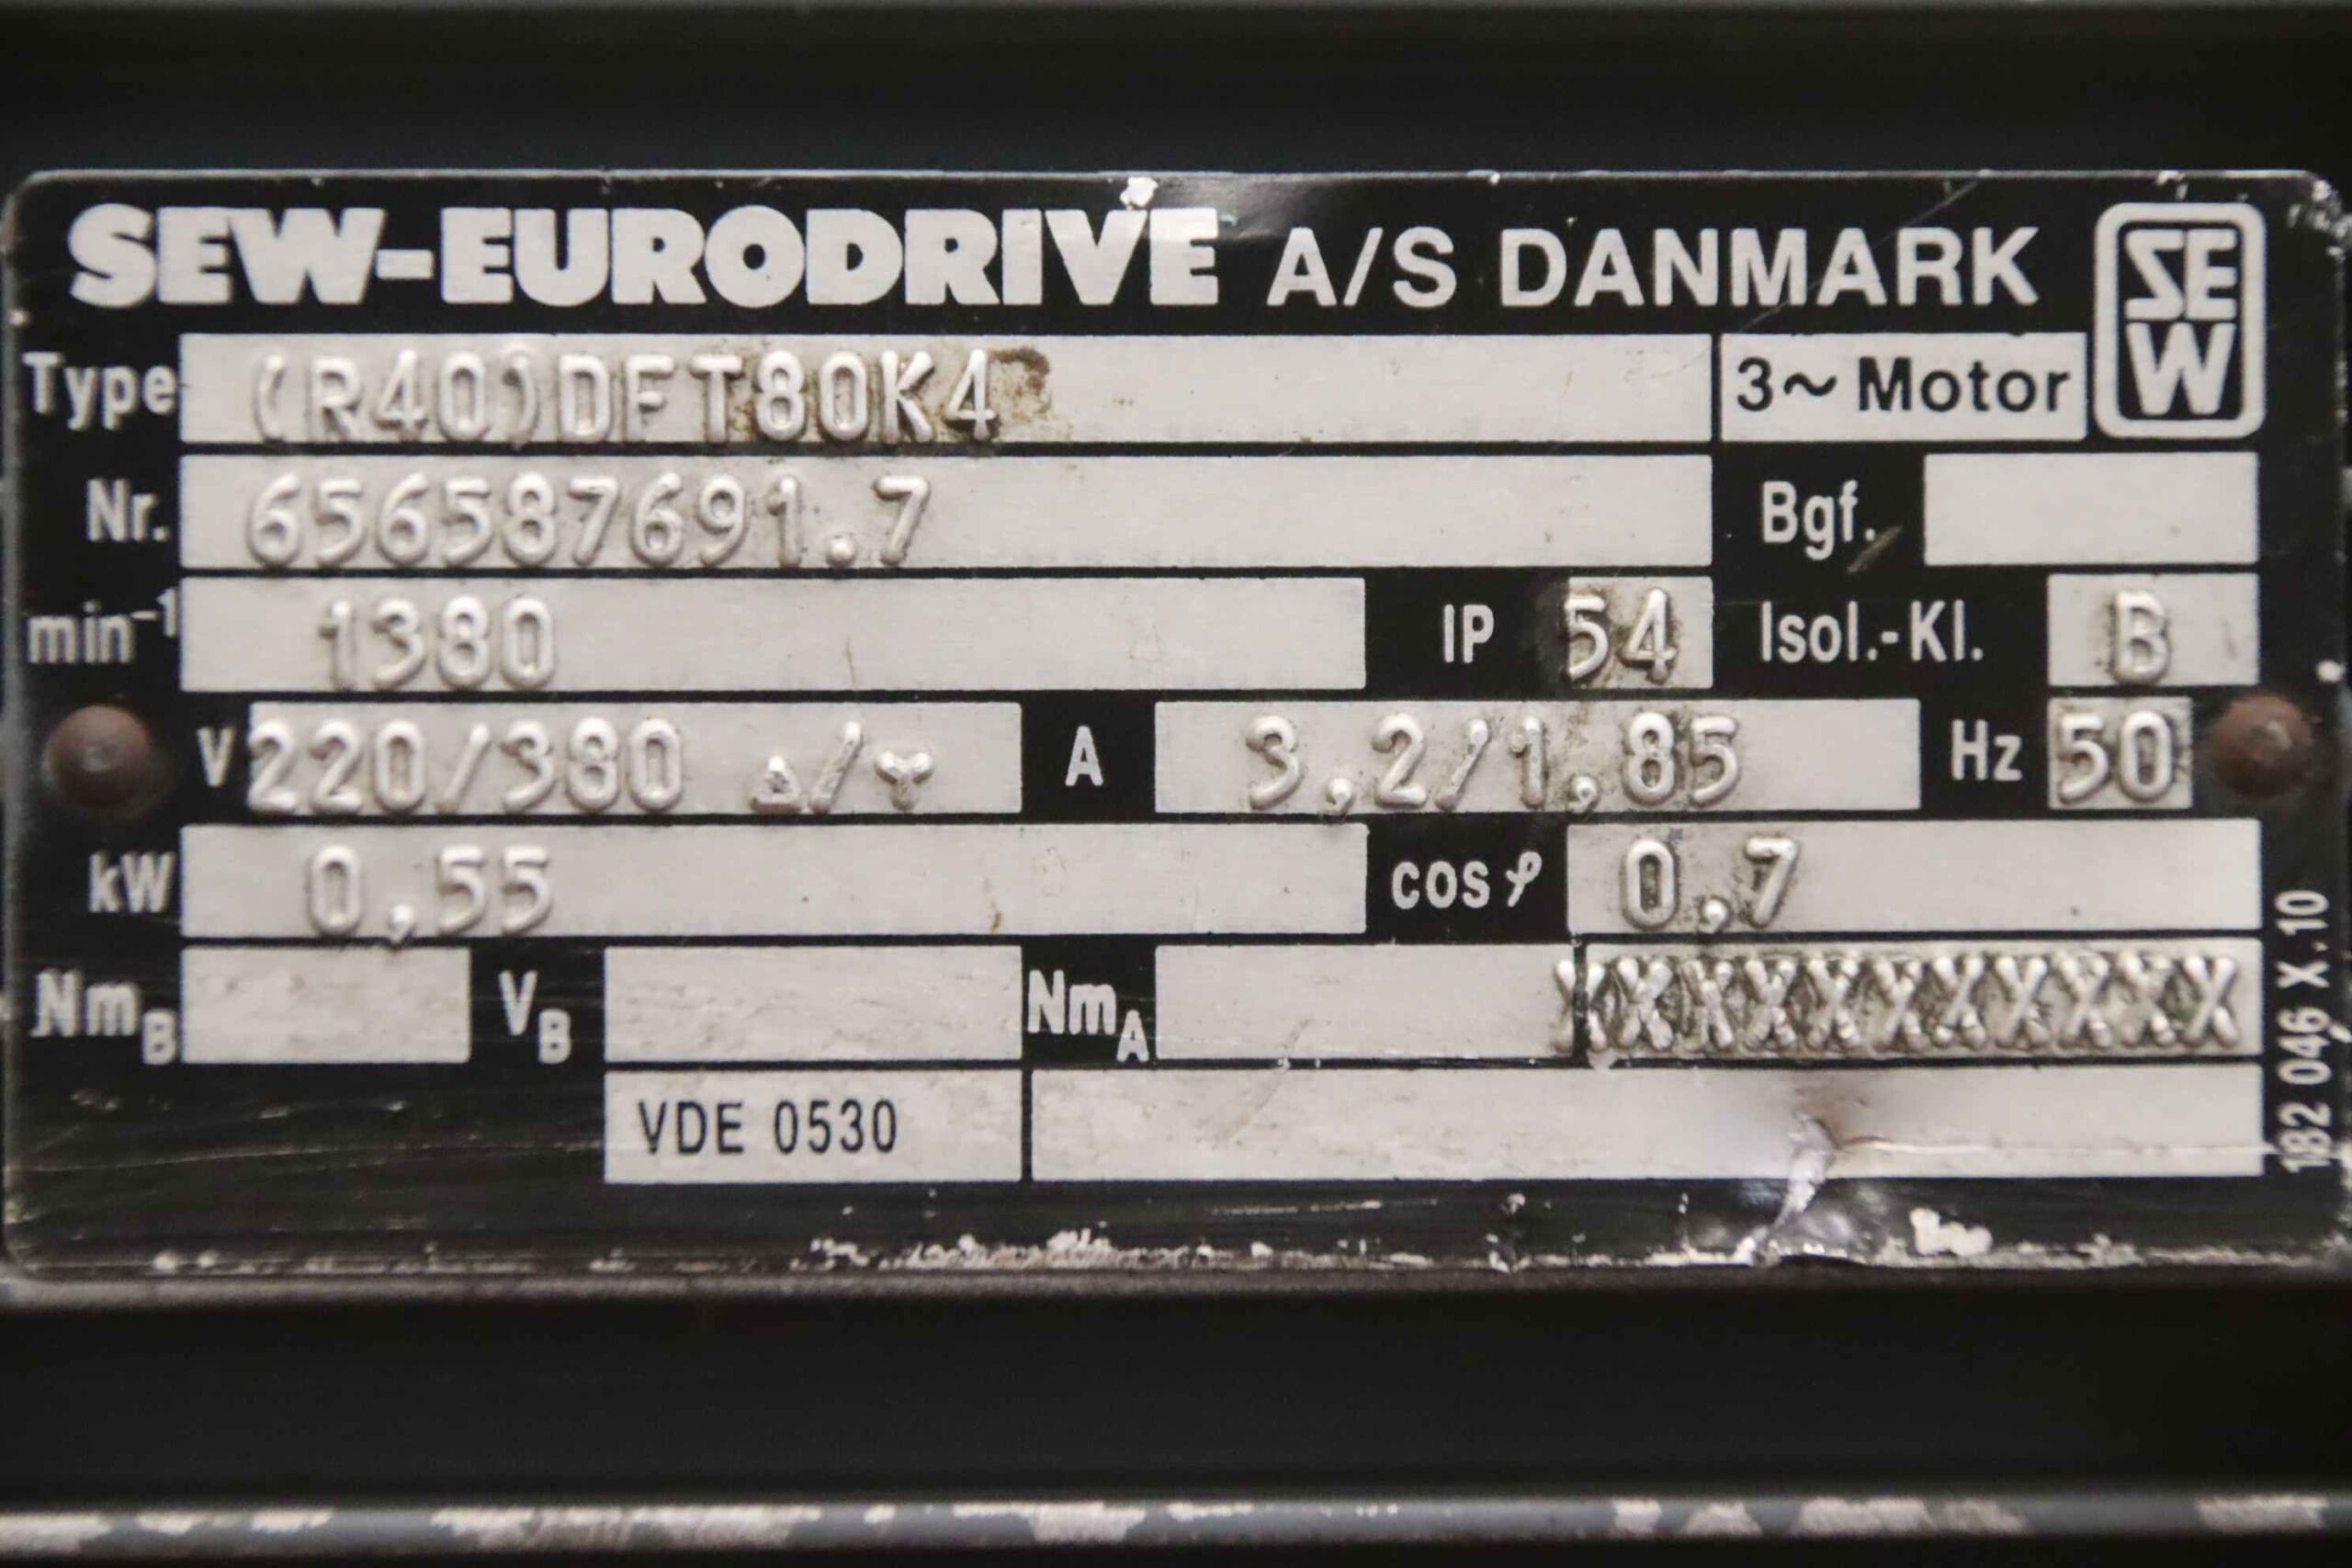 SEW-EURODRIVE A/S DANMARK SEW
Type (R40)DFT80K4 3~ Motor
Nr. 656587691.7 Bgf.
min⁻¹ 1380 IP 54 Isol.-Kl. B
V 220/380 △/Y A 3,2/1,85 Hz 50
kW 0,55 cosφ 0,7
NmB VB NmA XXXXXXXXXXX
VDE 0530
182 046 X.10